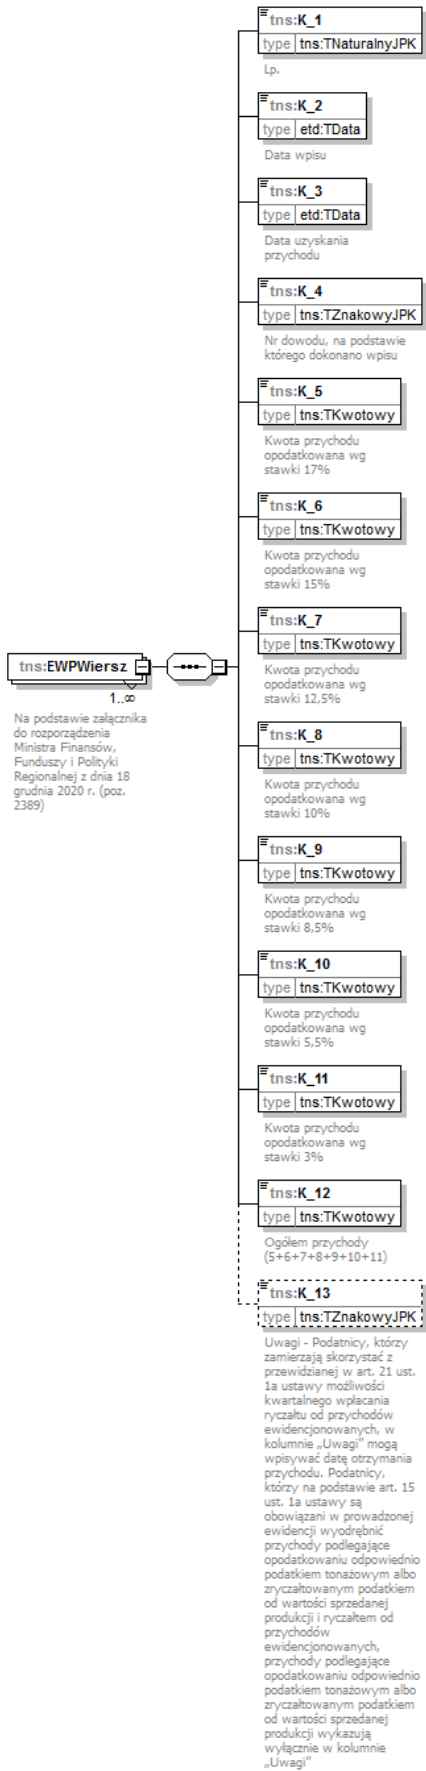 tns:K_1
type tns:TNaturalnyJPK
Lp.
tns:K_2
type etd:TData
Data wpisu
tns:K_3
type etd:TData
Data uzyskania
przychodu
tns:K_4
type tns:TZnakowyJPK
Nr dowodu, na podstawie
którego dokonano wpisu
tns:K_5
type tns:TKwotowy
Kwota przychodu
opodatkowana wg
stawki 17%
tns:K_6
type tns:TKwotowy
Kwota przychodu
opodatkowana wg
stawki 15%
tns:K_7
type tns:TKwotowy
Kwota przychodu
opodatkowana wg
stawki 12,5%
tns:EWPWiersz
1..∞
Na podstawie załącznika
do rozporządzenia
Ministra Finansów,
Funduszy i Polityki
Regionalnej z dnia 18
grudnia 2020 r. (poz.
2389)
tns:K_8
type tns:TKwotowy
Kwota przychodu
opodatkowana wg
stawki 10%
tns:K_9
type tns:TKwotowy
Kwota przychodu
opodatkowana wg
stawki 8,5%
tns:K_10
type tns:TKwotowy
Kwota przychodu
opodatkowana wg
stawki 5,5%
tns:K_11
type tns:TKwotowy
Kwota przychodu
opodatkowana wg
stawki 3%
tns:K_12
type tns:TKwotowy
Ogółem przychody
(5+6+7+8+9+10+11)
tns:K_13
type tns:TZnakowyJPK
Uwagi - Podatnicy, którzy
zamierzają skorzystać z
przewidzianej w art. 21 ust.
1a ustawy możliwości
kwartalnego wpłacania
ryczałtu od przychodów
ewidencjonowanych, w
kolumnie „Uwagi” mogą
wpisywać datę otrzymania
przychodu. Podatnicy,
którzy na podstawie art. 15
ust. 1a ustawy są
obowiązani w prowadzonej
ewidencji wyodrębnić
przychody podlegające
opodatkowaniu odpowiednio
podatkiem tonażowym albo
zryczałtowanym podatkiem
od wartości sprzedanej
produkcji i ryczałtem od
przychodów
ewidencjonowanych,
przychody podlegające
opodatkowaniu odpowiednio
podatkiem tonażowym albo
zryczałtowanym podatkiem
od wartości sprzedanej
produkcji wykazują
wyłącznie w kolumnie
„Uwagi”